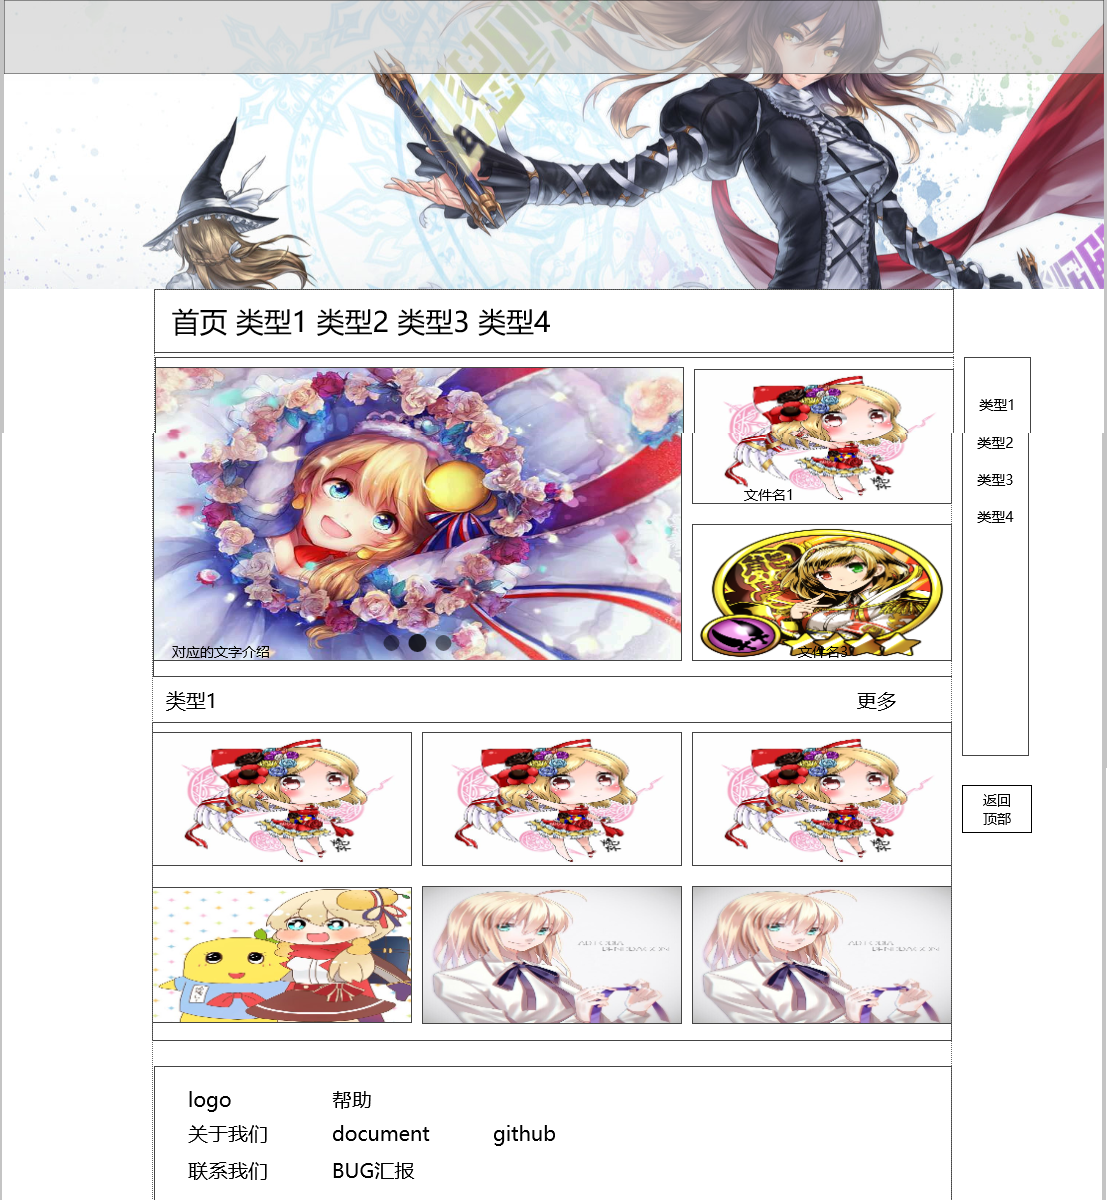 首页 类型1 类型2 类型3 类型4
文件名1
对应的文字介绍
文件名3
类型1
类型2
类型3
类型4
类型1 更多
返回
顶部
logo 帮助
关于我们 document github
联系我们 BUG汇报